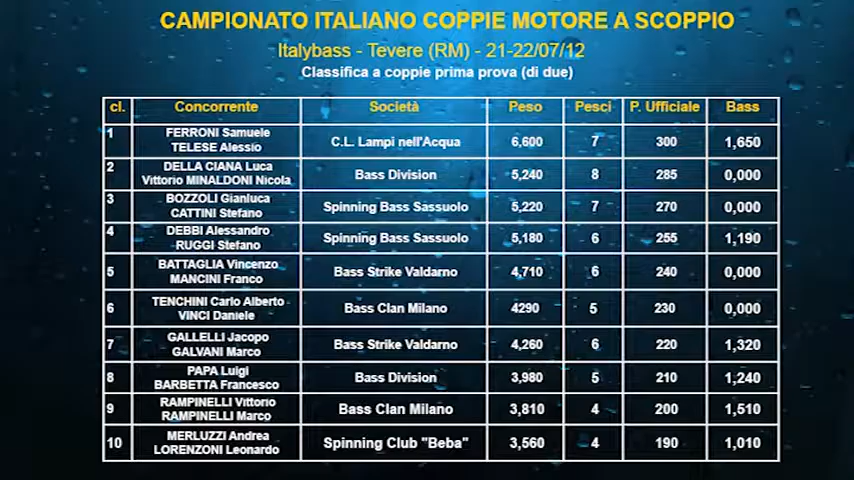 CAMPIONATO ITALIANO COPPIE MOTORE A SCOPPIO
Italybass - Tevere (RM) - 21-22/07/12
Classifica a coppie prima prova (di due)
cl. Concorrente Società Peso Pesci P. Ufficiale Bass
1 FERRONI Samuele
TELESE Alessio C.L. Lampi nell'Acqua 6,600 7 300 1,650
2 DELLA CIANA Luca
Vittorio MINALDONI Nicola Bass Division 5,240 8 285 0,000
3 BOZZOLI Gianluca
CATTINI Stefano Spinning Bass Sassuolo 5,220 7 270 0,000
4 DEBBI Alessandro
RUGGI Stefano Spinning Bass Sassuolo 5,180 6 255 1,190
5 BATTAGLIA Vincenzo
MANCINI Franco Bass Strike Valdarno 4,710 6 240 0,000
6 TENCHINI Carlo Alberto
VINCI Daniele Bass Clan Milano 4290 5 230 0,000
7 GALLELLI Jacopo
GALVANI Marco Bass Strike Valdarno 4,260 6 220 1,320
8 PAPA Luigi
BARBETTA Francesco Bass Division 3,980 5 210 1,240
9 RAMPINELLI Vittorio
RAMPINELLI Marco Bass Clan Milano 3,810 4 200 1,510
10 MERLUZZI Andrea
LORENZONI Leonardo Spinning Club "Beba" 3,560 4 190 1,010